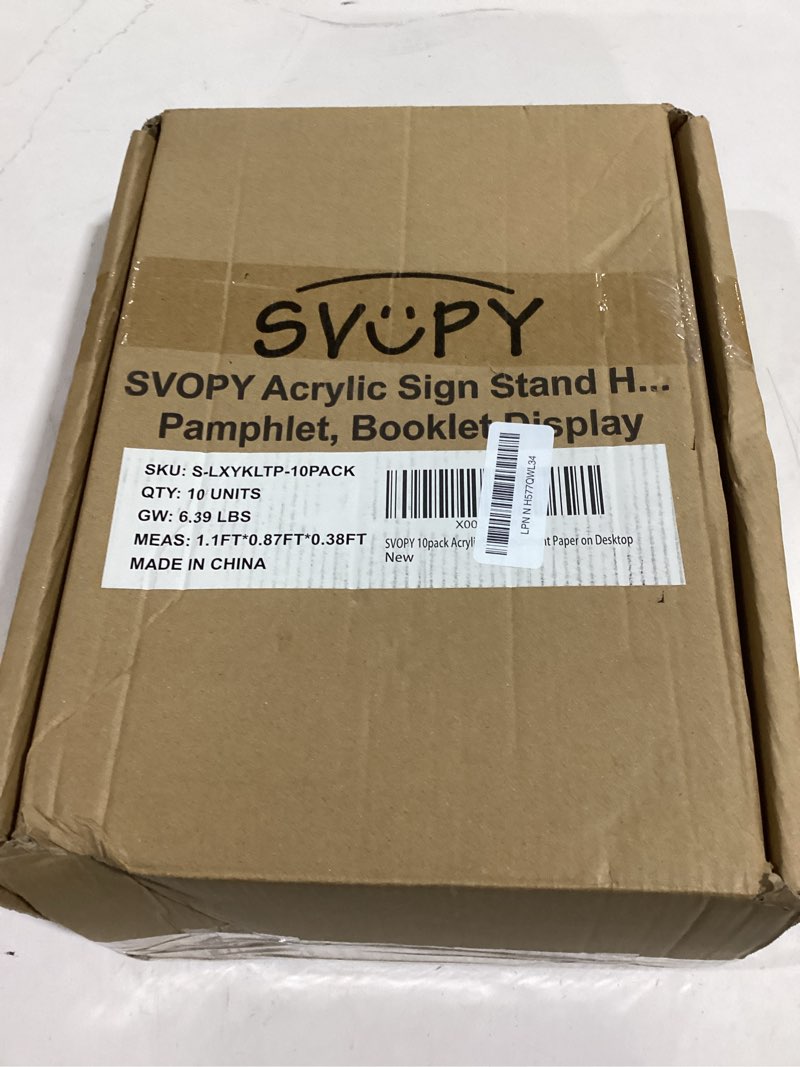 SVOPY
SVOPY Acrylic Sign Stand H...
Pamphlet, Booklet Display
SKU: S-LXYKLTP-10PACK
QTY: 10 UNITS
GW: 6.39 LBS
MEAS: 1.1FT*0.87FT*0.38FT
MADE IN CHINA
X00
SVOPY 10pack Acryli nt Paper on Desktop
New
LPN N H577QWL34